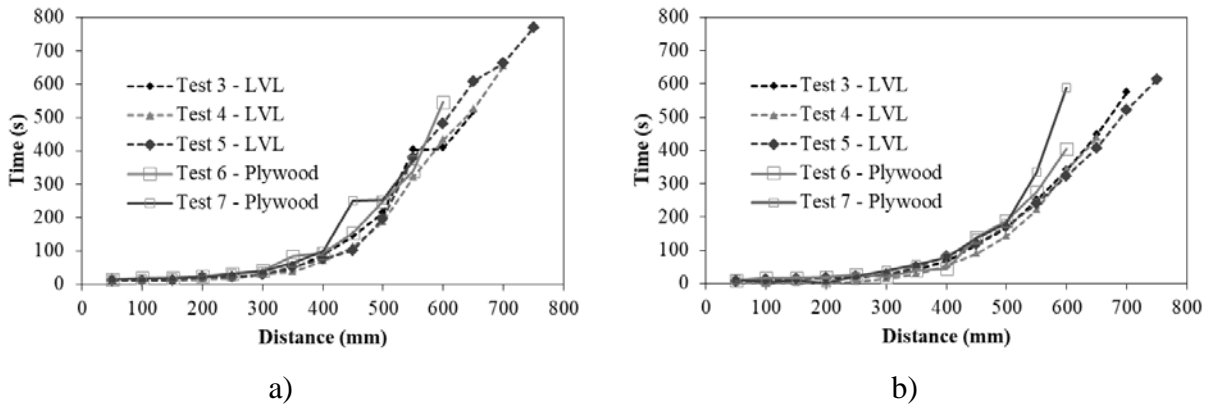 800
700
600
500
400
300
200
100
0
Time (s)
Test 3 - LVL
Test 4 - LVL
Test 5 - LVL
Test 6 - Plywood
Test 7 - Plywood
0 100 200 300 400 500 600 700 800
Distance (mm)
a)
800
700
600
500
400
300
200
100
0
Time (s)
Test 3 - LVL
Test 4 - LVL
Test 5 - LVL
Test 6 - Plywood
Test 7 - Plywood
0 100 200 300 400 500 600 700 800
Distance (mm)
b)